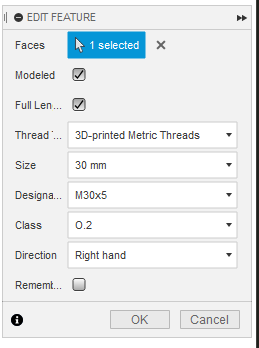 EDIT FEATURE
Faces 1 selected
Modeled
Full Len...
Thread T... 3D-printed Metric Threads
Size 30 mm
Designa... M30x5
Class O.2
Direction Right hand
Rememb...
OK Cancel